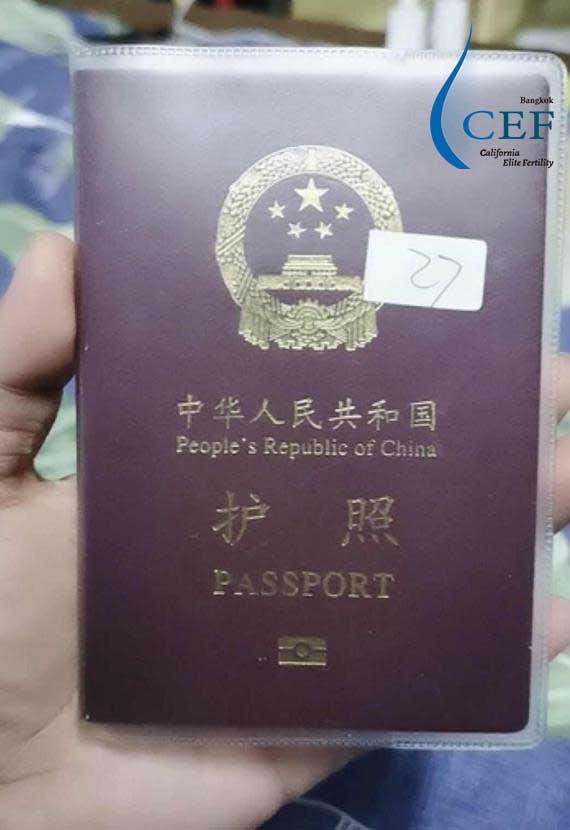 Bangkok
CEF
California
Elite Fertility
27
中华人民共和国
People's Republic of China
护 照
PASSPORT